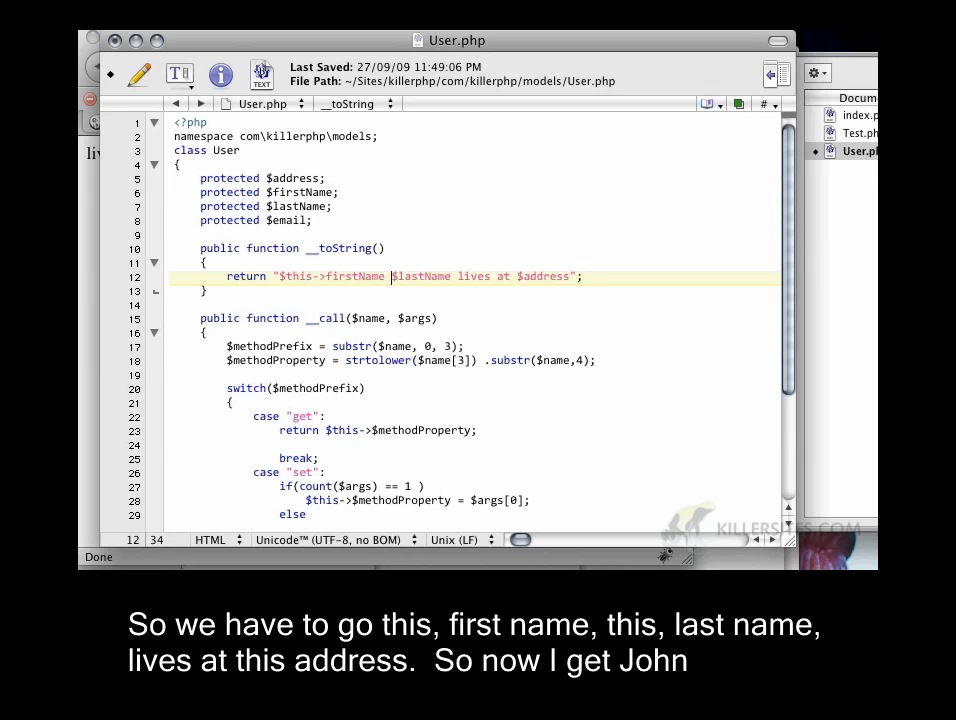 User.php
Last Saved: 27/09/09 11:49:06 PM
File Path: ~/Sites/killerphp/com/killerphp/models/User.php
TEXT
User.php __toString #
Docum
index.p
Test.ph
User.ph
liv
1 <?php
2 namespace com\killerphp\models;
3 class User
4 {
5 protected $address;
6 protected $firstName;
7 protected $lastName;
8 protected $email;
9
10 public function __toString()
11 {
12 return "$this->firstName $lastName lives at $address";
13 }
14
15 public function __call($name, $args)
16 {
17 $methodPrefix = substr($name, 0, 3);
18 $methodProperty = strtolower($name[3]) .substr($name,4);
19
20 switch($methodPrefix)
21 {
22 case "get":
23 return $this->$methodProperty;
24
25 break;
26 case "set":
27 if(count($args) == 1 )
28 $this->$methodProperty = $args[0];
29 else
KILLERSITES.COM
12 34 HTML Unicode™ (UTF-8, no BOM) Unix (LF)
Done
So we have to go this, first name, this, last name,
lives at this address. So now I get John